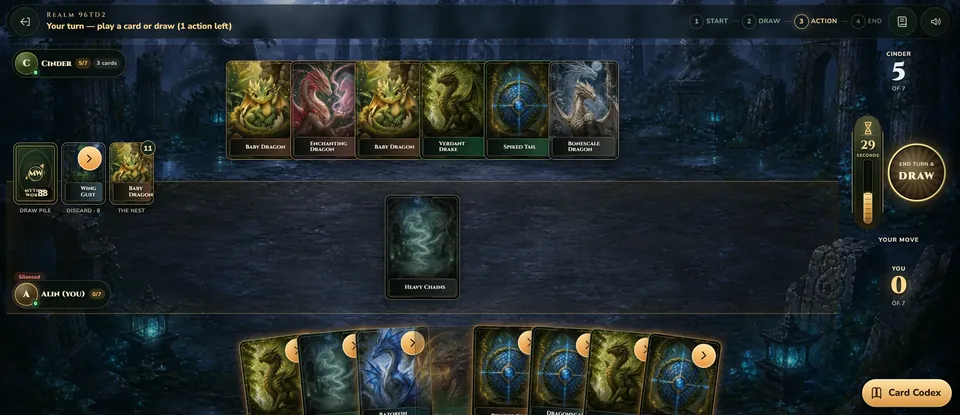 Realm 96TD2
Your turn — play a card or draw (1 action left)
1 START
2 DRAW
3 ACTION
4 END
C
Cinder
5/7
3 cards
CINDER
5
OF 7
Baby Dragon
Enchanting
Dragon
Baby Dragon
Verdant
Drake
Spiked Tail
Bonescale
Dragon
29
SECONDS
END TURN &
DRAW
MW
88
DRAW PILE
Wing
Gust
DISCARD · 8
11
Baby
Dragon
THE NEST
Heavy Chains
YOUR MOVE
YOU
0
OF 7
Silenced
A
Alin (you)
0/7
Card Codex